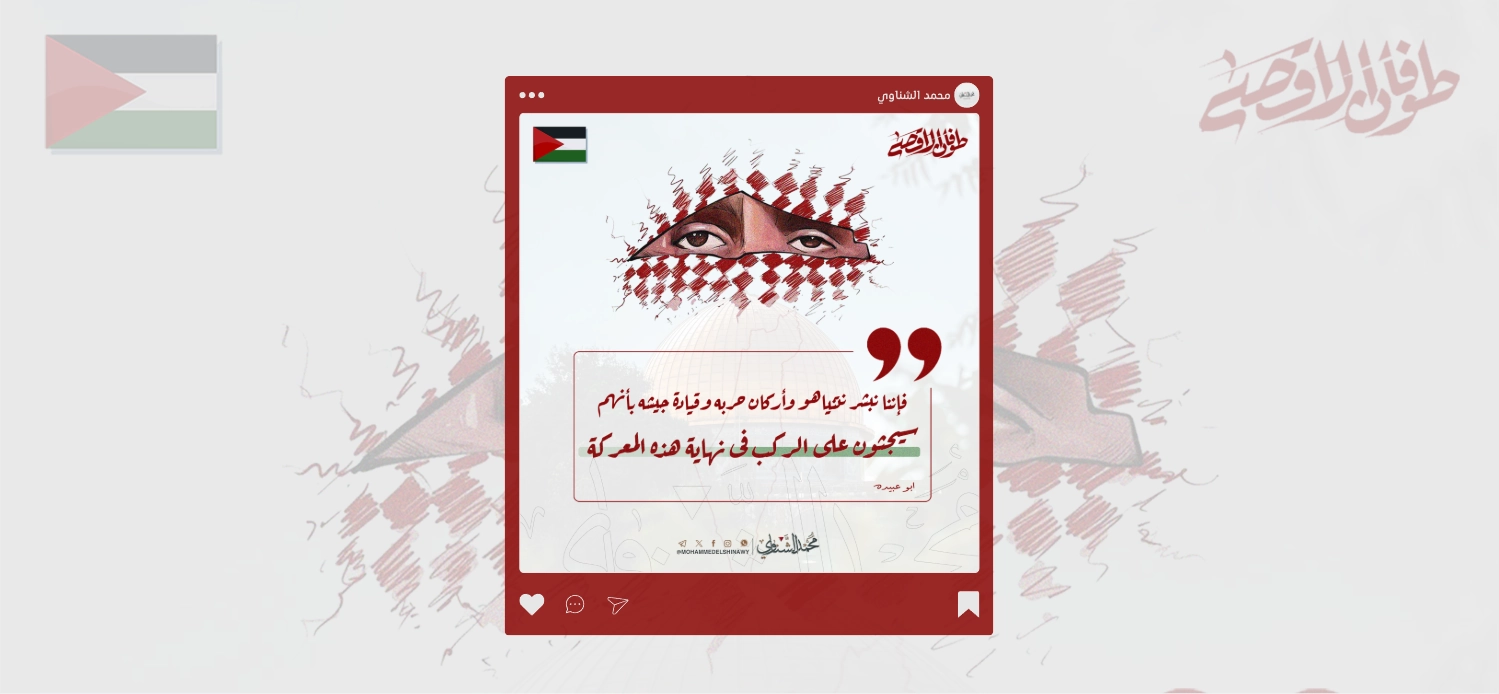 طوفان الأقصى
محمد الشناوي
طوفان الأقصى
فإننا نبشر نتنياهو وأركان حربه وقيادة جيشه بأنهم
سيجثون على الركب في نهاية هذه المعركة
ابو عبيده
محمد الشناوي
@MOHAMMEDELSHINAWY